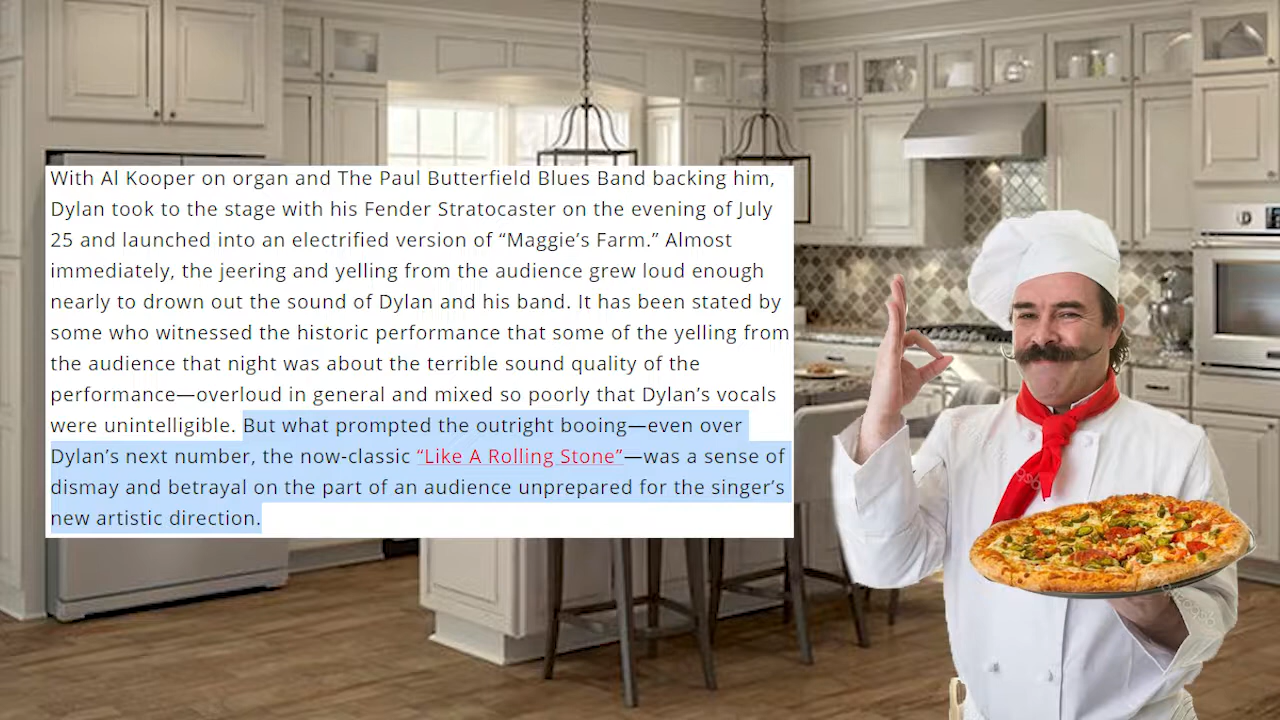 With Al Kooper on organ and The Paul Butterfield Blues Band backing him,
Dylan took to the stage with his Fender Stratocaster on the evening of July
25 and launched into an electrified version of “Maggie’s Farm.” Almost
immediately, the jeering and yelling from the audience grew loud enough
nearly to drown out the sound of Dylan and his band. It has been stated by
some who witnessed the historic performance that some of the yelling from
the audience that night was about the terrible sound quality of the
performance—overloud in general and mixed so poorly that Dylan’s vocals
were unintelligible. But what prompted the outright booing—even over
Dylan’s next number, the now-classic “Like A Rolling Stone”—was a sense of
dismay and betrayal on the part of an audience unprepared for the singer’s
new artistic direction.